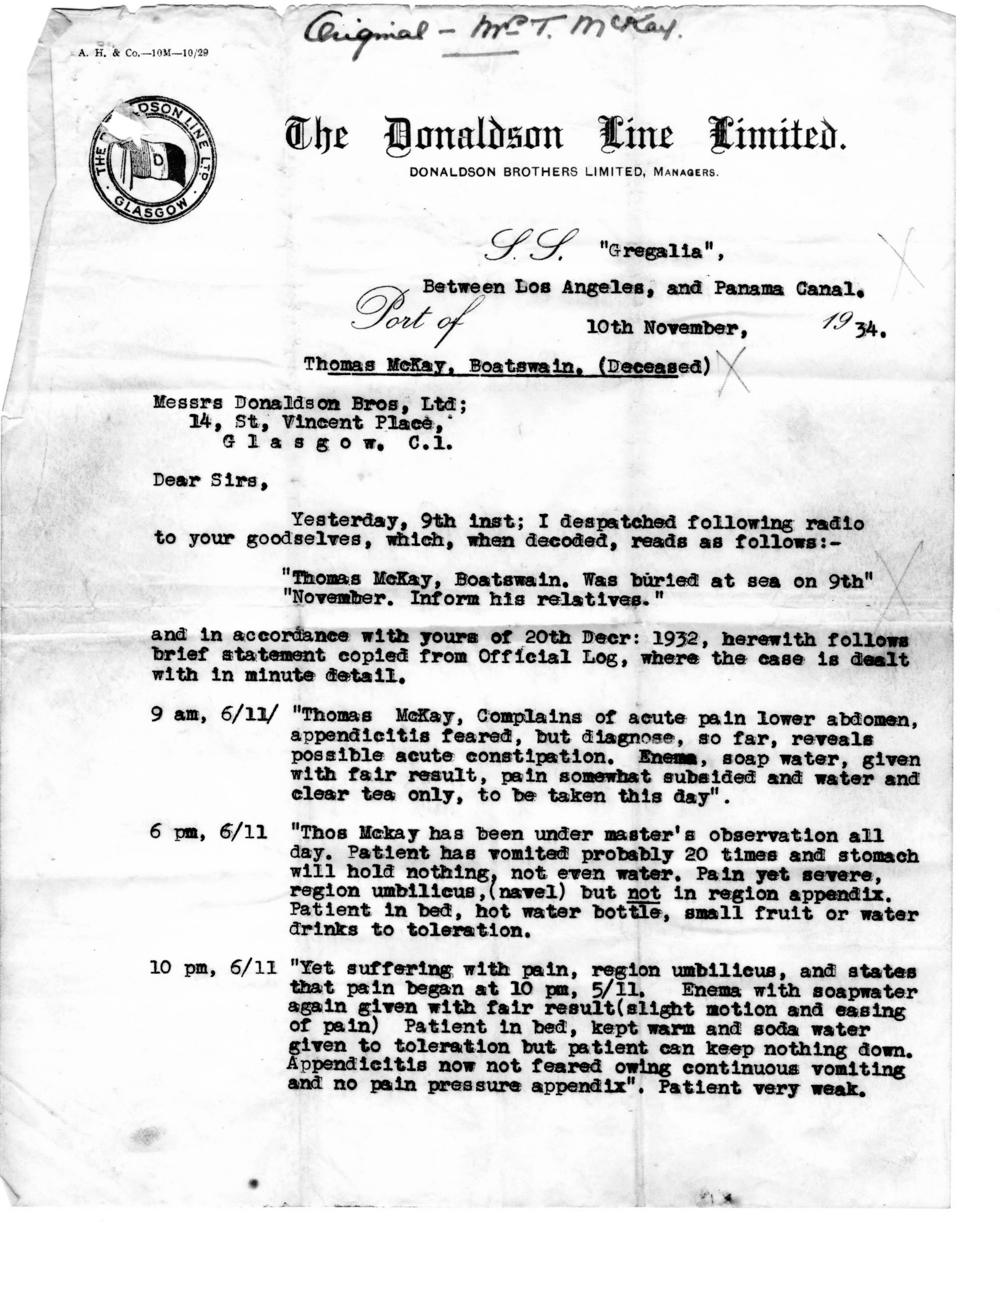 Original - Mrs T. McKay.
A. H. & Co.—10M—10/29
THE DONALDSON LINE LTD.
D
GLASGOW
The Donaldson Line Limited.
DONALDSON BROTHERS LIMITED, MANAGERS.
S.S. "Gregalia",
Between Los Angeles, and Panama Canal.
Port of 10th November, 1934.
Thomas McKay, Boatswain, (Deceased)
Messrs Donaldson Bros, Ltd;
14, St, Vincent Place,
G l a s g o w. C.1.
Dear Sirs,
Yesterday, 9th inst; I despatched following radio
to your goodselves, which, when decoded, reads as follows:-
"Thomas McKay, Boatswain. Was buried at sea on 9th"
"November. Inform his relatives."
and in accordance with yours of 20th Decr: 1932, herewith follows
brief statement copied from Official Log, where the case is dealt
with in minute detail.
9 am, 6/11/ "Thomas McKay, Complains of acute pain lower abdomen,
appendicitis feared, but diagnose, so far, reveals
possible acute constipation. Enema, soap water, given
with fair result, pain somewhat subsided and water and
clear tea only, to be taken this day".
6 pm, 6/11 "Thos Mckay has been under master's observation all
day. Patient has vomited probably 20 times and stomach
will hold nothing, not even water. Pain yet severe,
region umbilicus,(navel) but not in region appendix.
Patient in bed, hot water bottle, small fruit or water
drinks to toleration.
10 pm, 6/11 "Yet suffering with pain, region umbilicus, and states
that pain began at 10 pm, 5/11. Enema with soapwater
again given with fair result(slight motion and easing
of pain) Patient in bed, kept warm and soda water
given to toleration but patient can keep nothing down.
Appendicitis now not feared owing continuous vomiting
and no pain pressure appendix". Patient very weak.